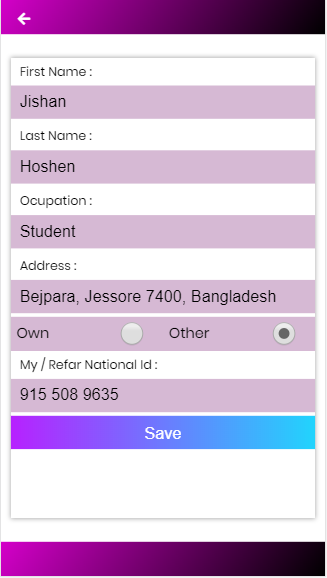 First Name :
Jishan
Last Name :
Hoshen
Ocupation :
Student
Address :
Bejpara, Jessore 7400, Bangladesh
Own Other
My / Refar National Id :
915 508 9635
Save